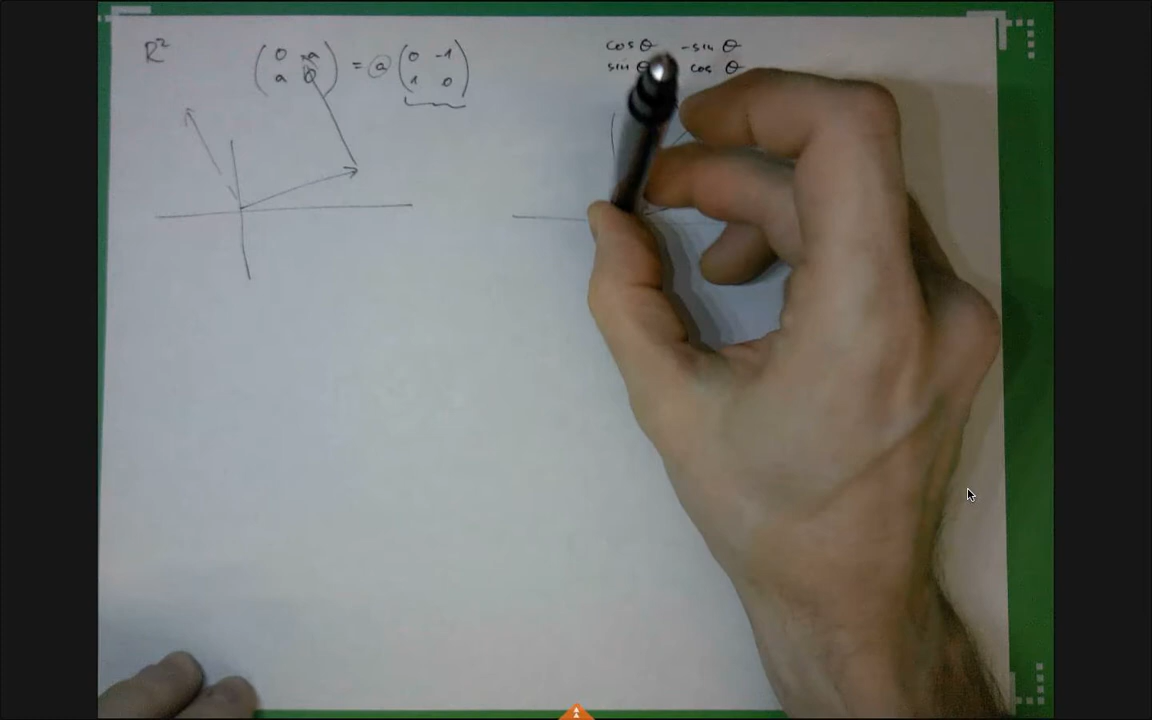 R²
( 0 -a
a 0 ) = a ( 0 -1
1 0 )
cos θ -sin θ
sin θ cos θ